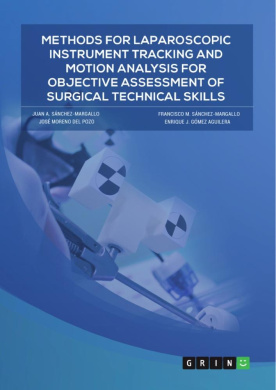 METHODS FOR LAPAROSCOPIC
INSTRUMENT TRACKING AND
MOTION ANALYSIS FOR
OBJECTIVE ASSESSMENT OF
SURGICAL TECHNICAL SKILLS
JUAN A. SÁNCHEZ-MARGALLO
FRANCISCO M. SÁNCHEZ-MARGALLO
JOSÉ MORENO DEL POZO
ENRIQUE J. GÓMEZ AGUILERA
GRIN